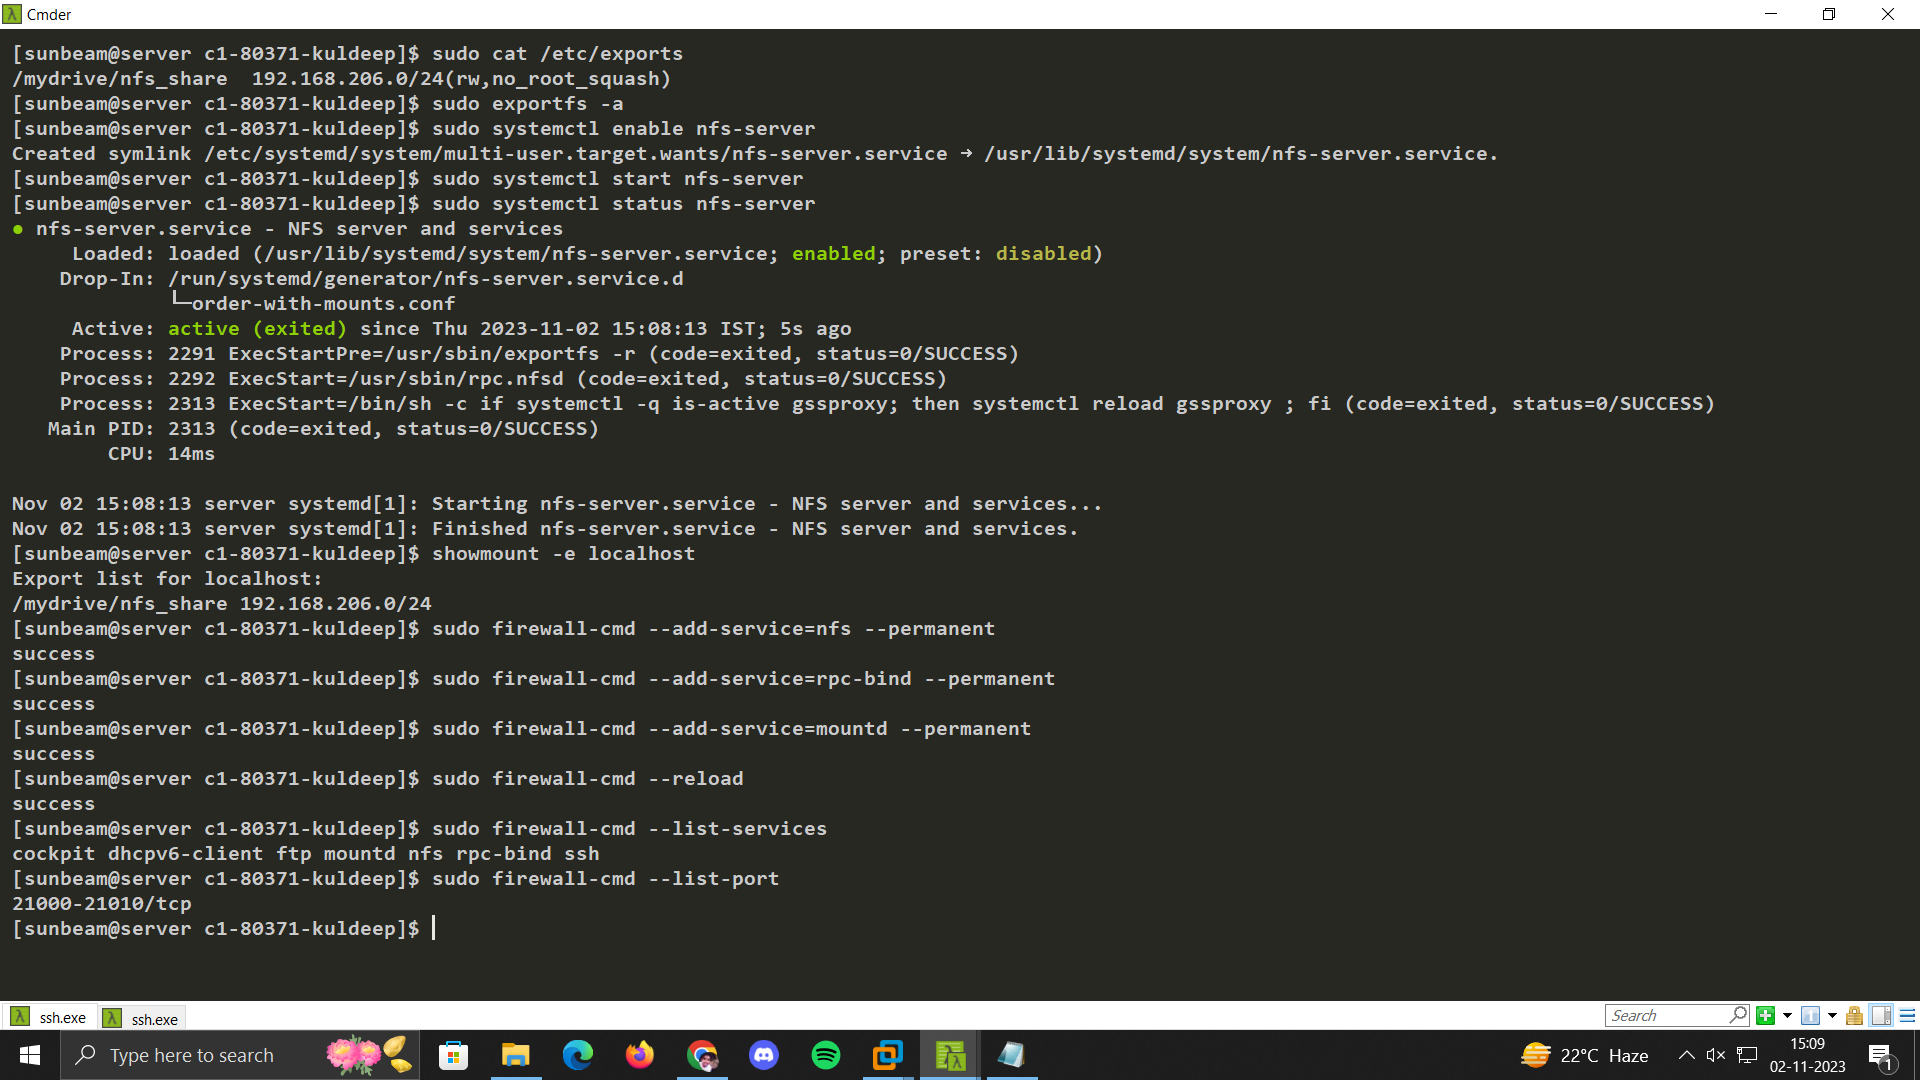 Cmder
[sunbeam@server c1-80371-kuldeep]$ sudo cat /etc/exports
/mydrive/nfs_share  192.168.206.0/24(rw,no_root_squash)
[sunbeam@server c1-80371-kuldeep]$ sudo exportfs -a
[sunbeam@server c1-80371-kuldeep]$ sudo systemctl enable nfs-server
Created symlink /etc/systemd/system/multi-user.target.wants/nfs-server.service → /usr/lib/systemd/system/nfs-server.service.
[sunbeam@server c1-80371-kuldeep]$ sudo systemctl start nfs-server
[sunbeam@server c1-80371-kuldeep]$ sudo systemctl status nfs-server
● nfs-server.service - NFS server and services
     Loaded: loaded (/usr/lib/systemd/system/nfs-server.service; enabled; preset: disabled)
    Drop-In: /run/systemd/generator/nfs-server.service.d
             └─order-with-mounts.conf
     Active: active (exited) since Thu 2023-11-02 15:08:13 IST; 5s ago
    Process: 2291 ExecStartPre=/usr/sbin/exportfs -r (code=exited, status=0/SUCCESS)
    Process: 2292 ExecStart=/usr/sbin/rpc.nfsd (code=exited, status=0/SUCCESS)
    Process: 2313 ExecStart=/bin/sh -c if systemctl -q is-active gssproxy; then systemctl reload gssproxy ; fi (code=exited, status=0/SUCCESS)
   Main PID: 2313 (code=exited, status=0/SUCCESS)
        CPU: 14ms
Nov 02 15:08:13 server systemd[1]: Starting nfs-server.service - NFS server and services...
Nov 02 15:08:13 server systemd[1]: Finished nfs-server.service - NFS server and services.
[sunbeam@server c1-80371-kuldeep]$ showmount -e localhost
Export list for localhost:
/mydrive/nfs_share 192.168.206.0/24
[sunbeam@server c1-80371-kuldeep]$ sudo firewall-cmd --add-service=nfs --permanent
success
[sunbeam@server c1-80371-kuldeep]$ sudo firewall-cmd --add-service=rpc-bind --permanent
success
[sunbeam@server c1-80371-kuldeep]$ sudo firewall-cmd --add-service=mountd --permanent
success
[sunbeam@server c1-80371-kuldeep]$ sudo firewall-cmd --reload
success
[sunbeam@server c1-80371-kuldeep]$ sudo firewall-cmd --list-services
cockpit dhcpv6-client ftp mountd nfs rpc-bind ssh
[sunbeam@server c1-80371-kuldeep]$ sudo firewall-cmd --list-port
21000-21010/tcp
[sunbeam@server c1-80371-kuldeep]$
ssh.exe
ssh.exe
Search
Type here to search
22°C Haze
15:09
02-11-2023
1